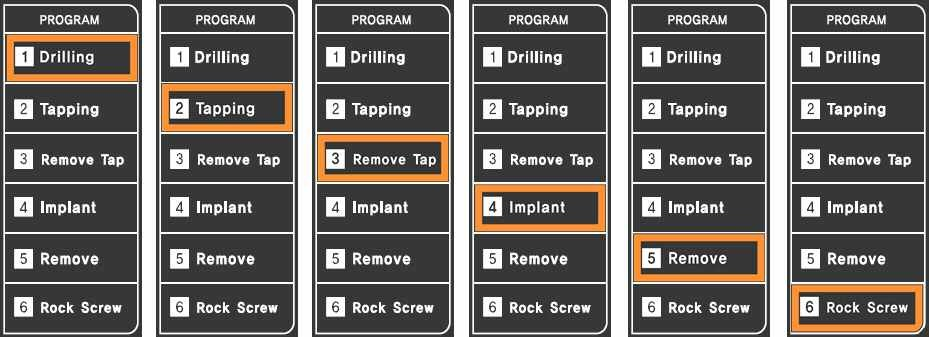 PROGRAM
1 Drilling
2 Tapping
3 Remove Tap
4 Implant
5 Remove
6 Rock Screw
PROGRAM
1 Drilling
2 Tapping
3 Remove Tap
4 Implant
5 Remove
6 Rock Screw
PROGRAM
1 Drilling
2 Tapping
3 Remove Tap
4 Implant
5 Remove
6 Rock Screw
PROGRAM
1 Drilling
2 Tapping
3 Remove Tap
4 Implant
5 Remove
6 Rock Screw
PROGRAM
1 Drilling
2 Tapping
3 Remove Tap
4 Implant
5 Remove
6 Rock Screw
PROGRAM
1 Drilling
2 Tapping
3 Remove Tap
4 Implant
5 Remove
6 Rock Screw